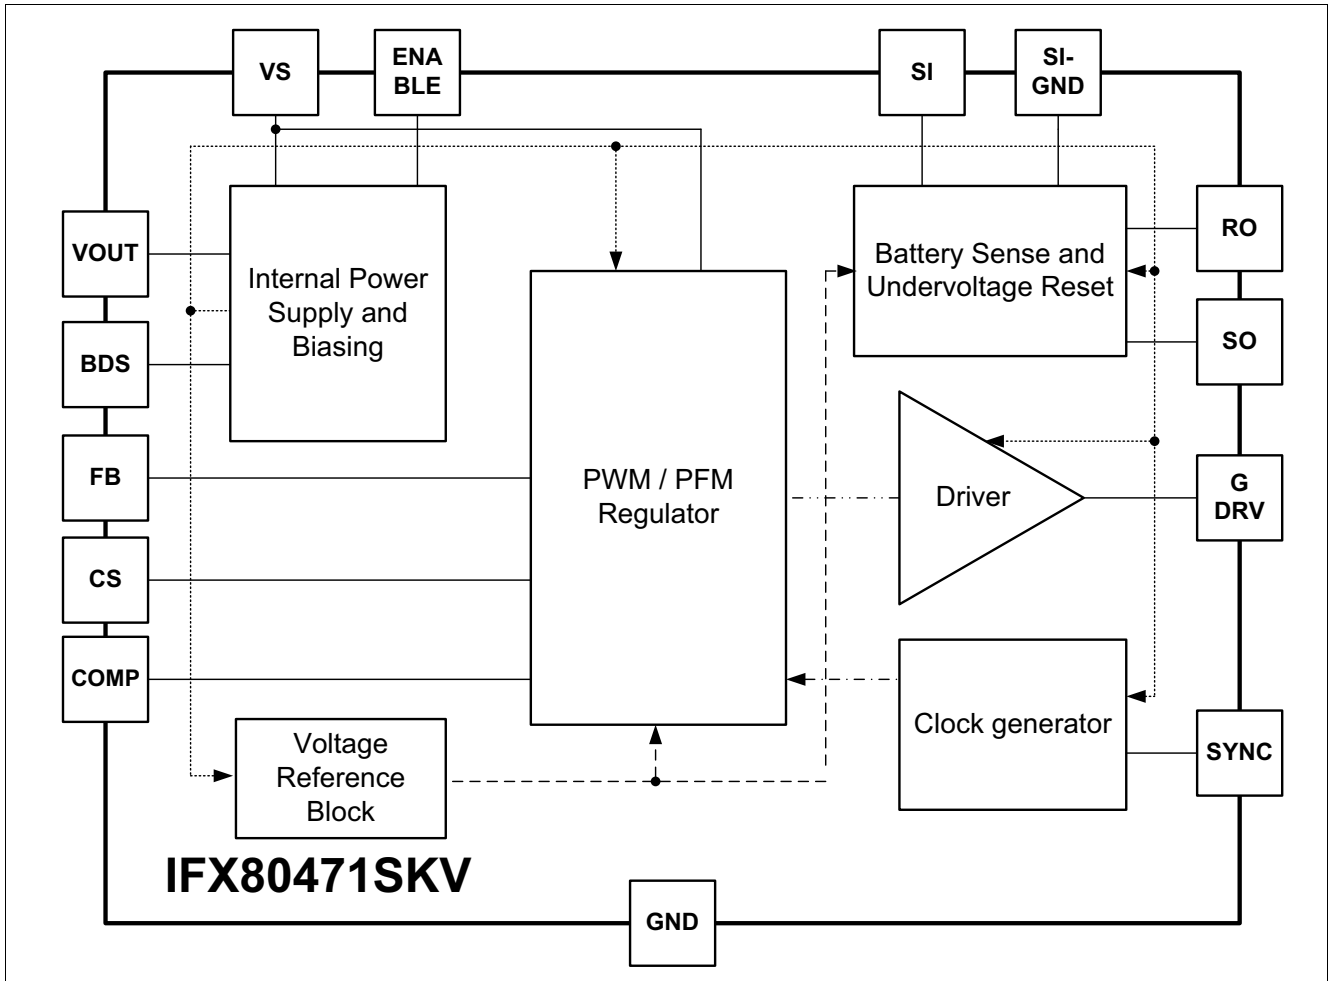 VS
ENA
BLE
SI
SI-
GND
VOUT
BDS
FB
CS
COMP
Internal Power
Supply and
Biasing
PWM / PFM
Regulator
Battery Sense and
Undervoltage Reset
Driver
Clock generator
Voltage
Reference
Block
RO
SO
G
DRV
SYNC
IFX80471SKV
GND